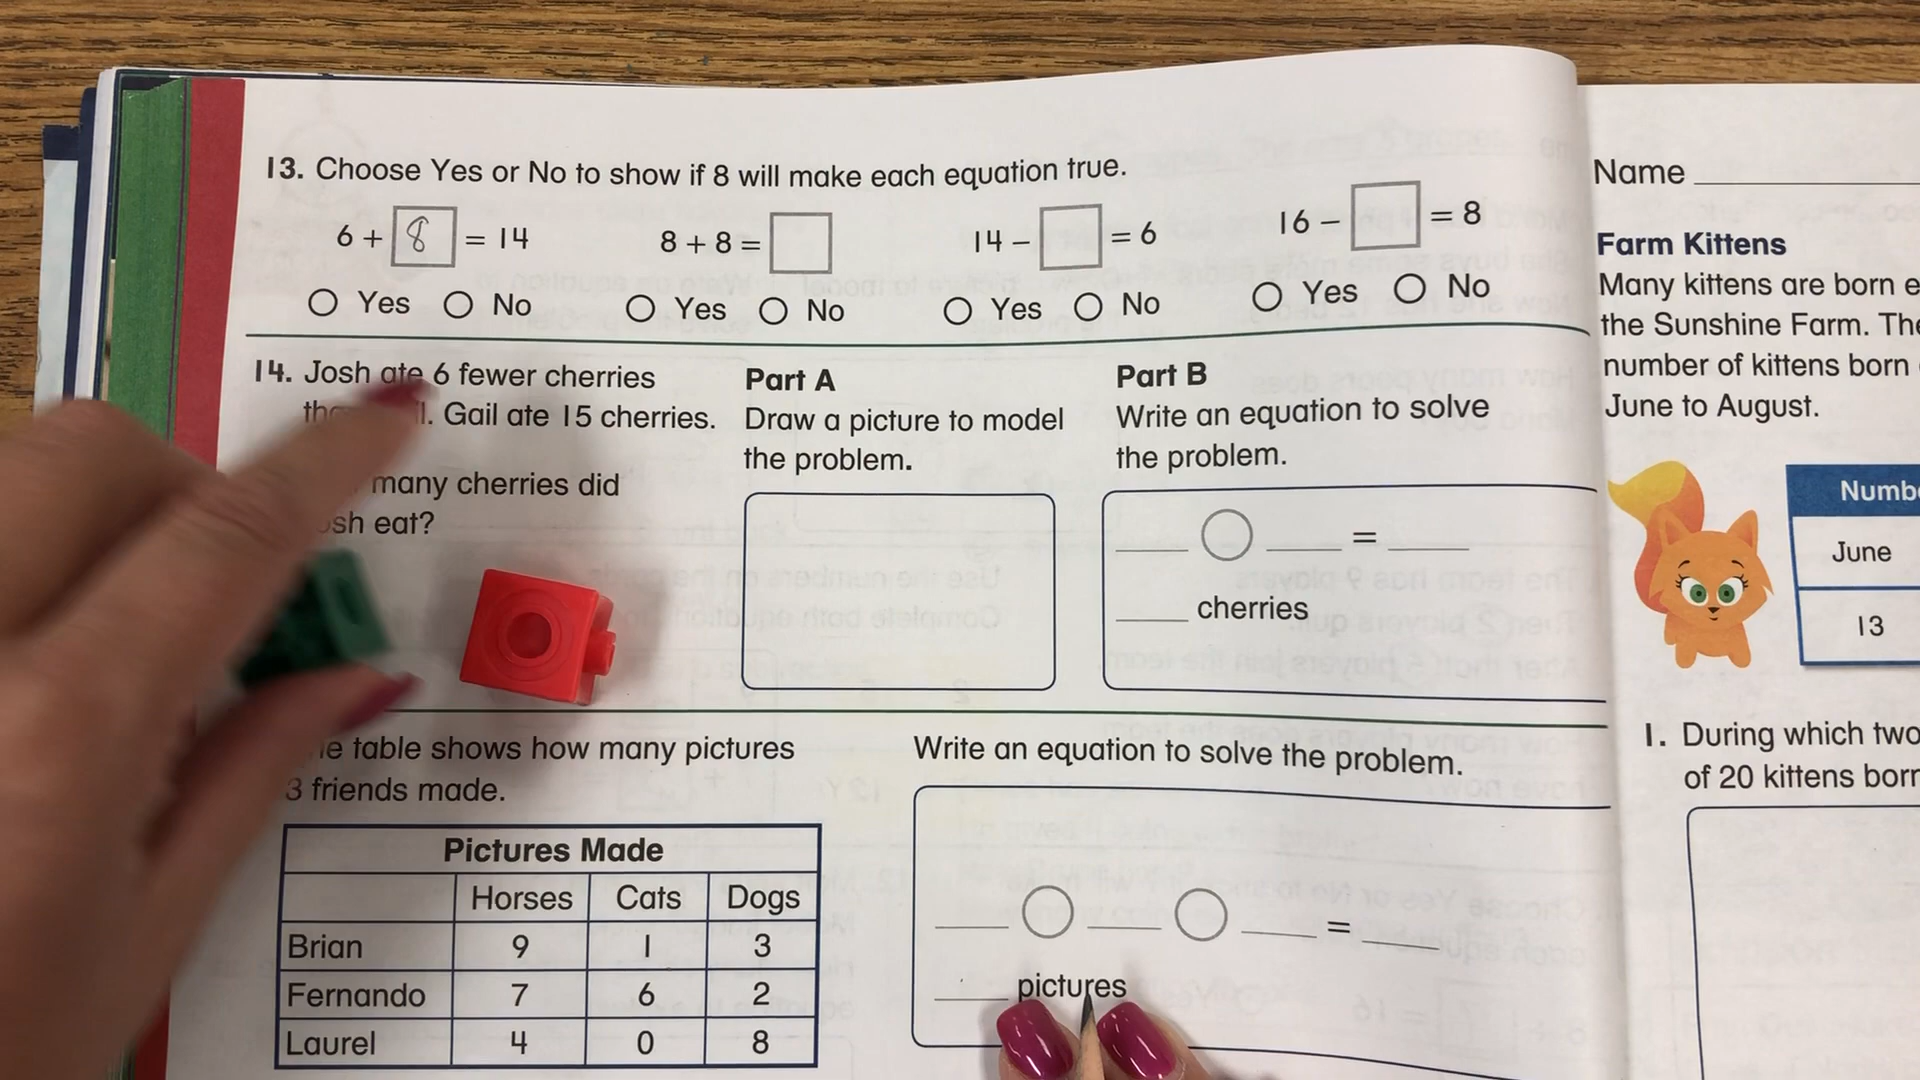 13. Choose Yes or No to show if 8 will make each equation true.
6 + 8 = 14
8 + 8 =
14 – = 6
16 – = 8
Yes No
Yes No
Yes No
Yes No
14. Josh ate 6 fewer cherries
Gail ate 15 cherries.
many cherries did
eat?
Part A
Draw a picture to model
the problem.
Part B
Write an equation to solve
the problem.
=
cherries
table shows how many pictures
3 friends made.
Pictures Made
Horses Cats Dogs
Brian 9 1 3
Fernando 7 6 2
Laurel 4 0 8
Write an equation to solve the problem.
=
pictures
Name
Farm Kittens
Many kittens are born
the Sunshine Farm.
number of kittens born
June to August.
June
13
1. During which two
of 20 kittens born